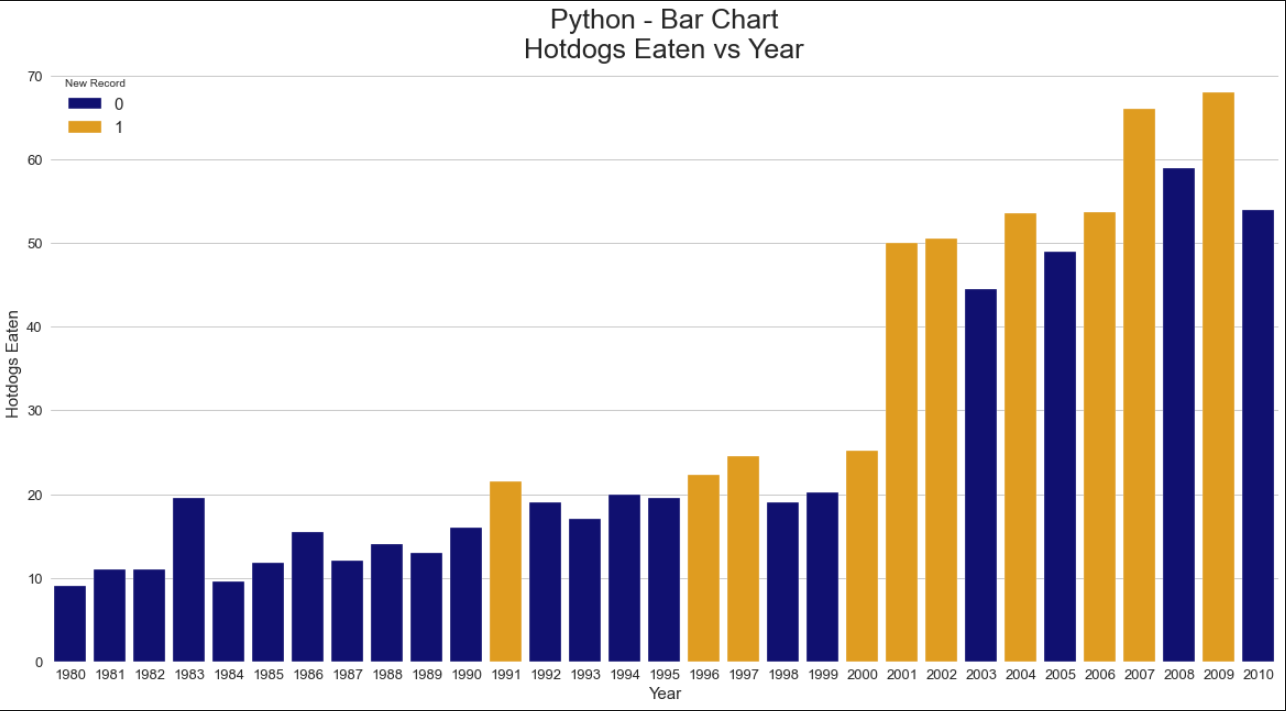 Python - Bar Chart
Hotdogs Eaten vs Year
New Record
0
1
70
60
50
40
30
20
10
0
Hotdogs Eaten
1980 1981 1982 1983 1984 1985 1986 1987 1988 1989 1990 1991 1992 1993 1994 1995 1996 1997 1998 1999 2000 2001 2002 2003 2004 2005 2006 2007 2008 2009 2010
Year